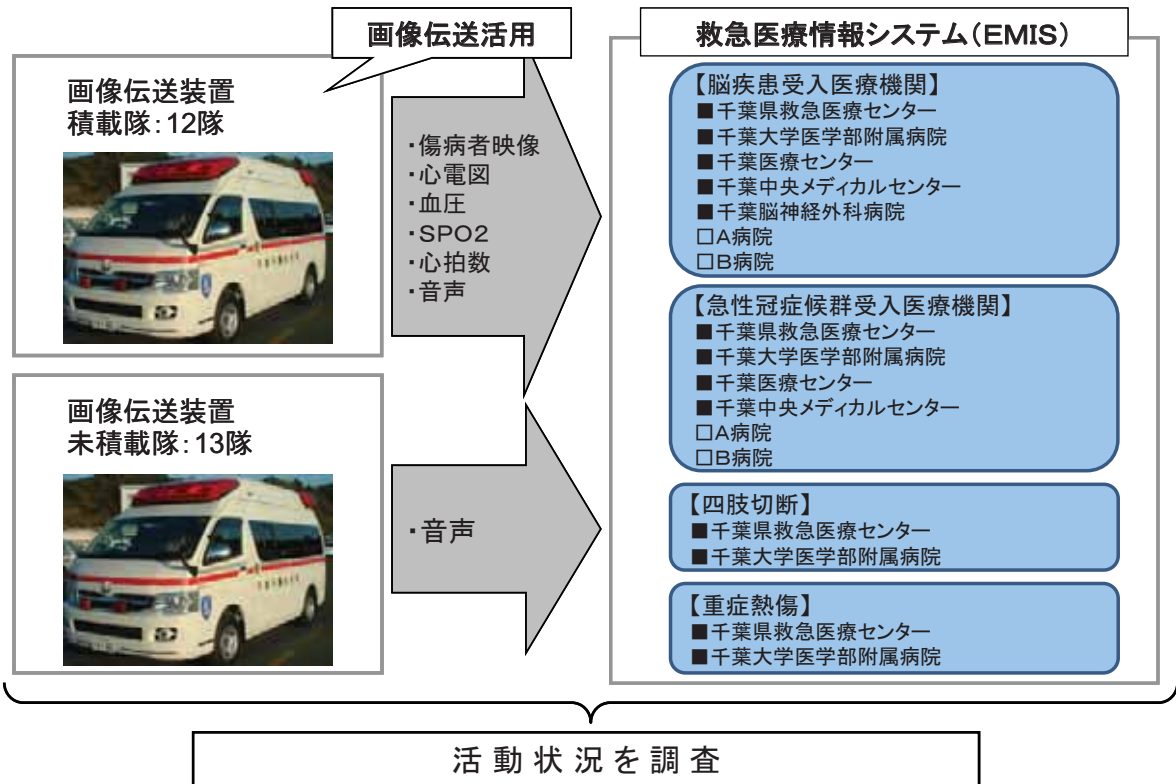 画像伝送活用
画像伝送装置
積載隊:12隊
・傷病者映像
・心電図
・血圧
・SPO2
・心拍数
・音声
画像伝送装置
未積載隊:13隊
・音声
救急医療情報システム(EMIS)
【脳疾患受入医療機関】
■千葉県救急医療センター
■千葉大学医学部附属病院
■千葉医療センター
■千葉中央メディカルセンター
■千葉脳神経外科病院
□A病院
□B病院
【急性冠症候群受入医療機関】
■千葉県救急医療センター
■千葉大学医学部附属病院
■千葉医療センター
■千葉中央メディカルセンター
□A病院
□B病院
【四肢切断】
■千葉県救急医療センター
■千葉大学医学部附属病院
【重症熱傷】
■千葉県救急医療センター
■千葉大学医学部附属病院
活動状況を調査